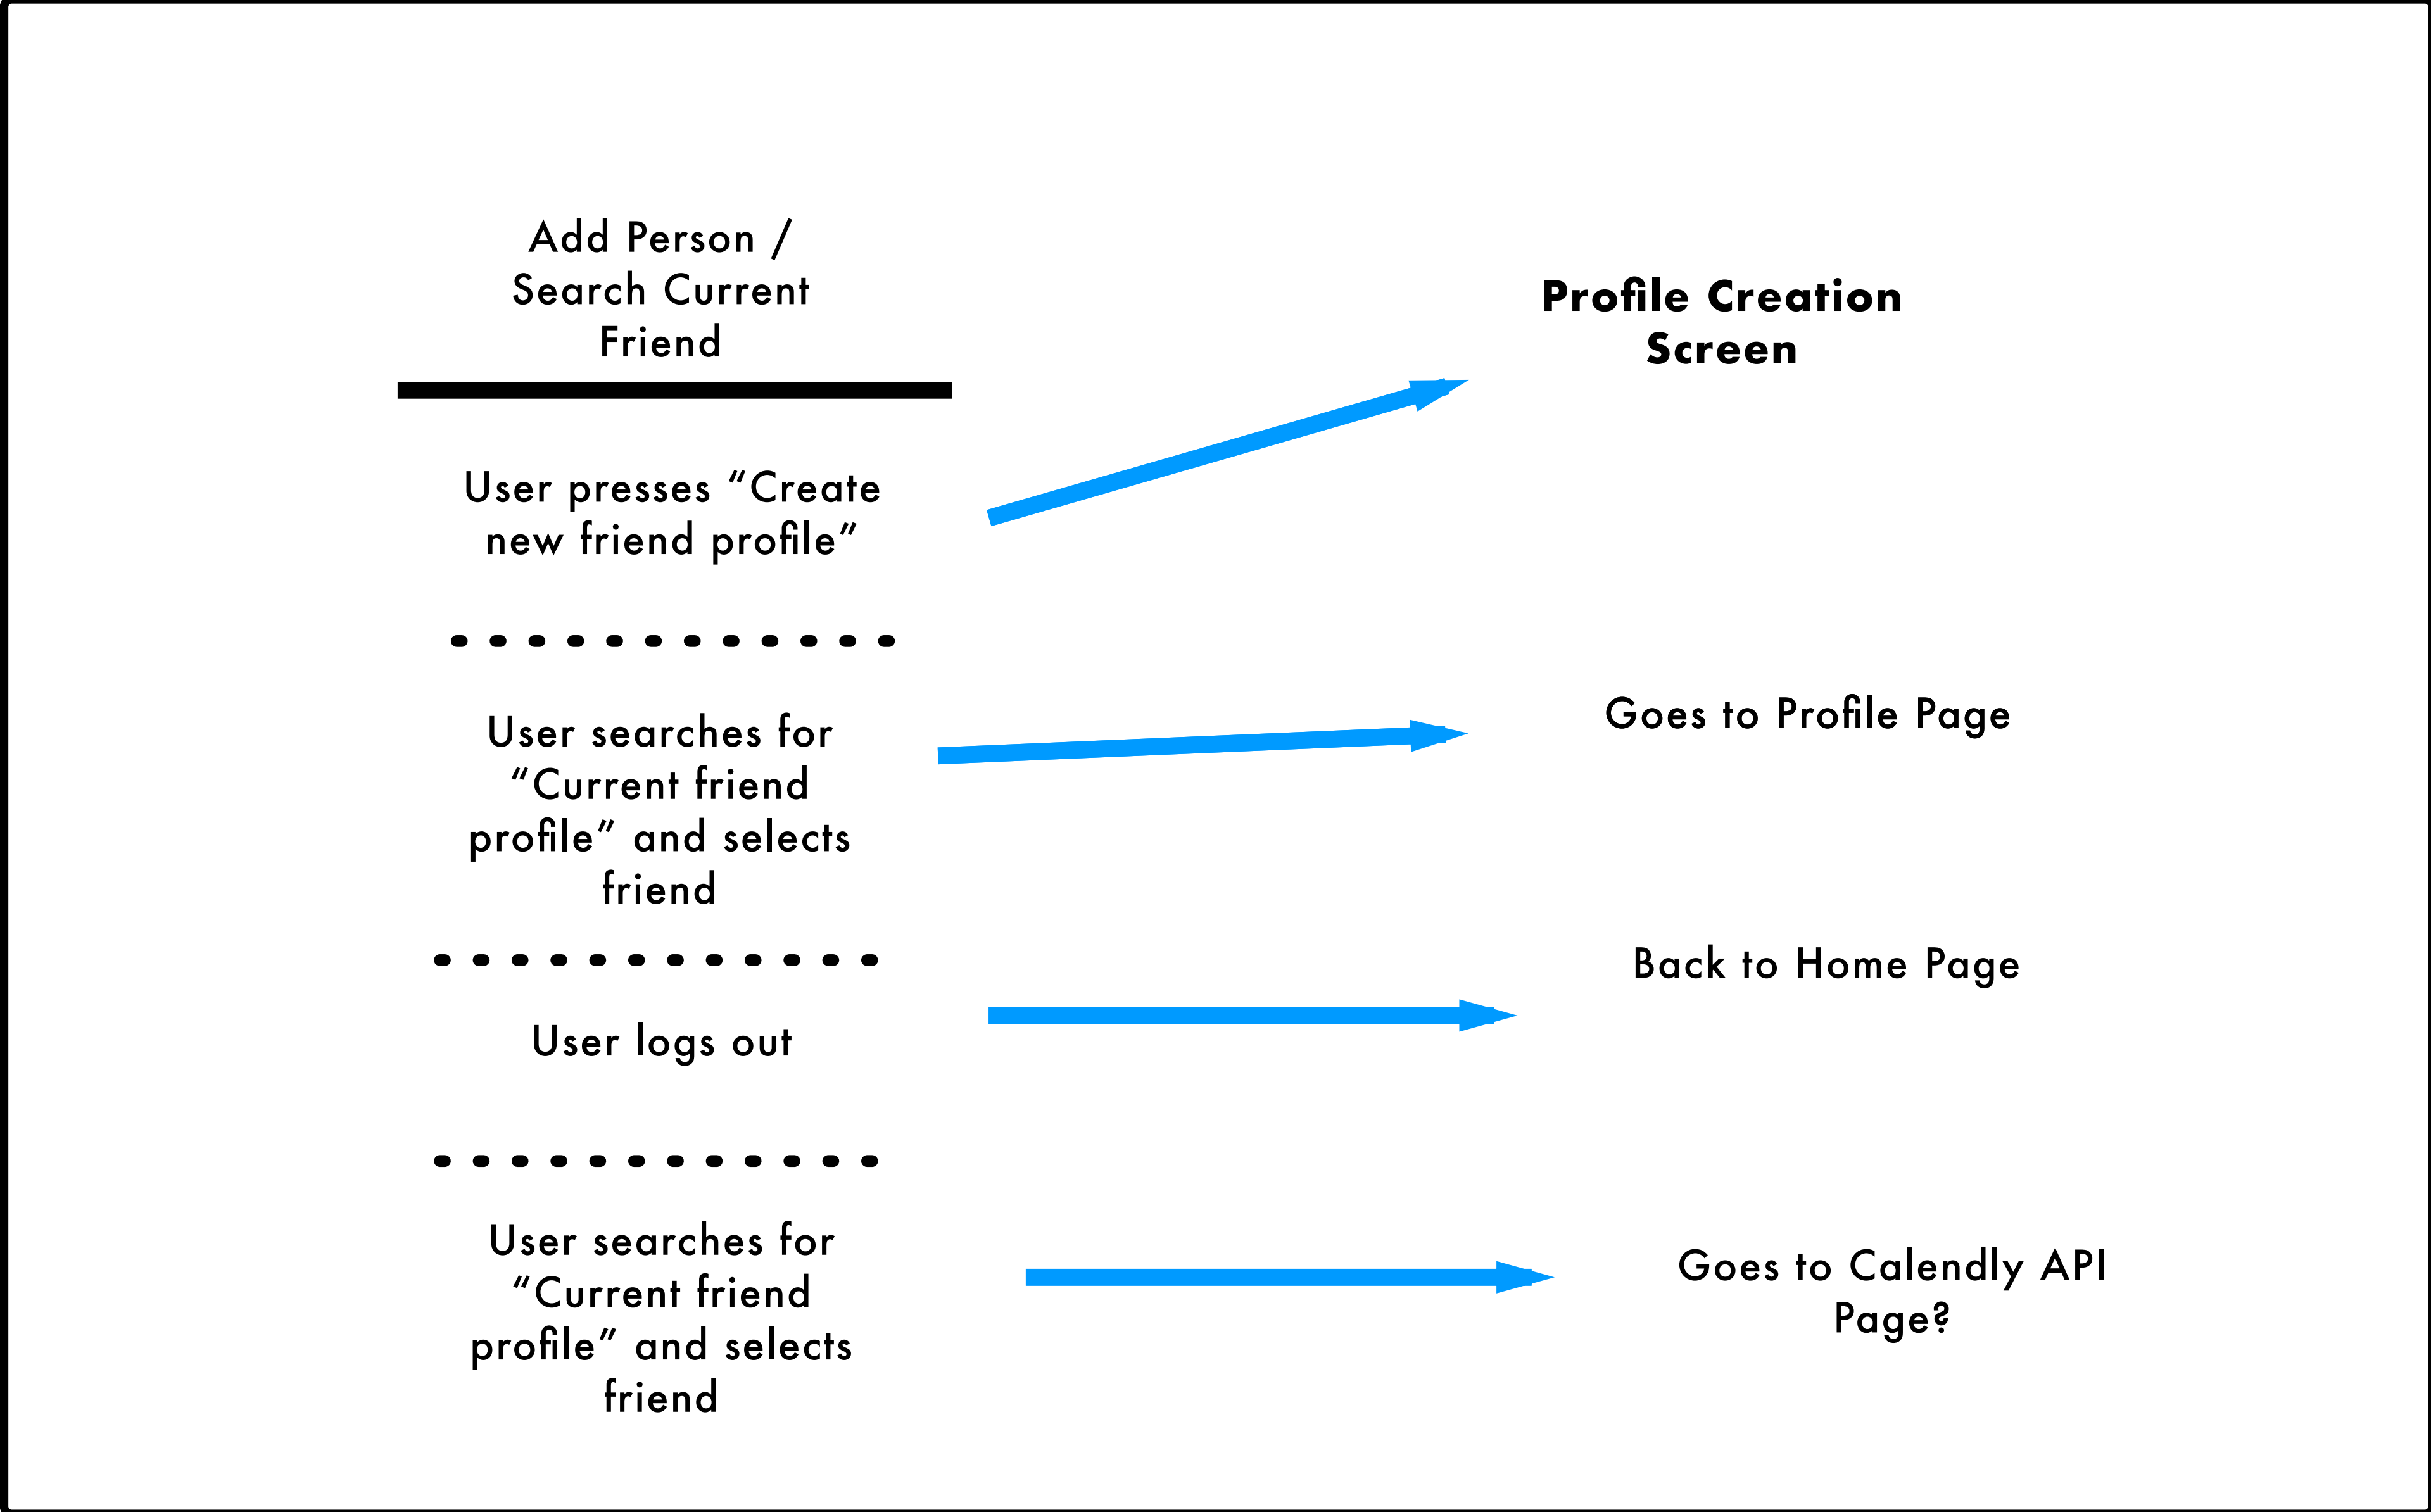 Add Person /
Search Current
Friend
Profile Creation
Screen
User presses “Create
new friend profile”
User searches for
“Current friend
profile” and selects
friend
Goes to Profile Page
User logs out
Back to Home Page
User searches for
“Current friend
profile” and selects
friend
Goes to Calendly API
Page?